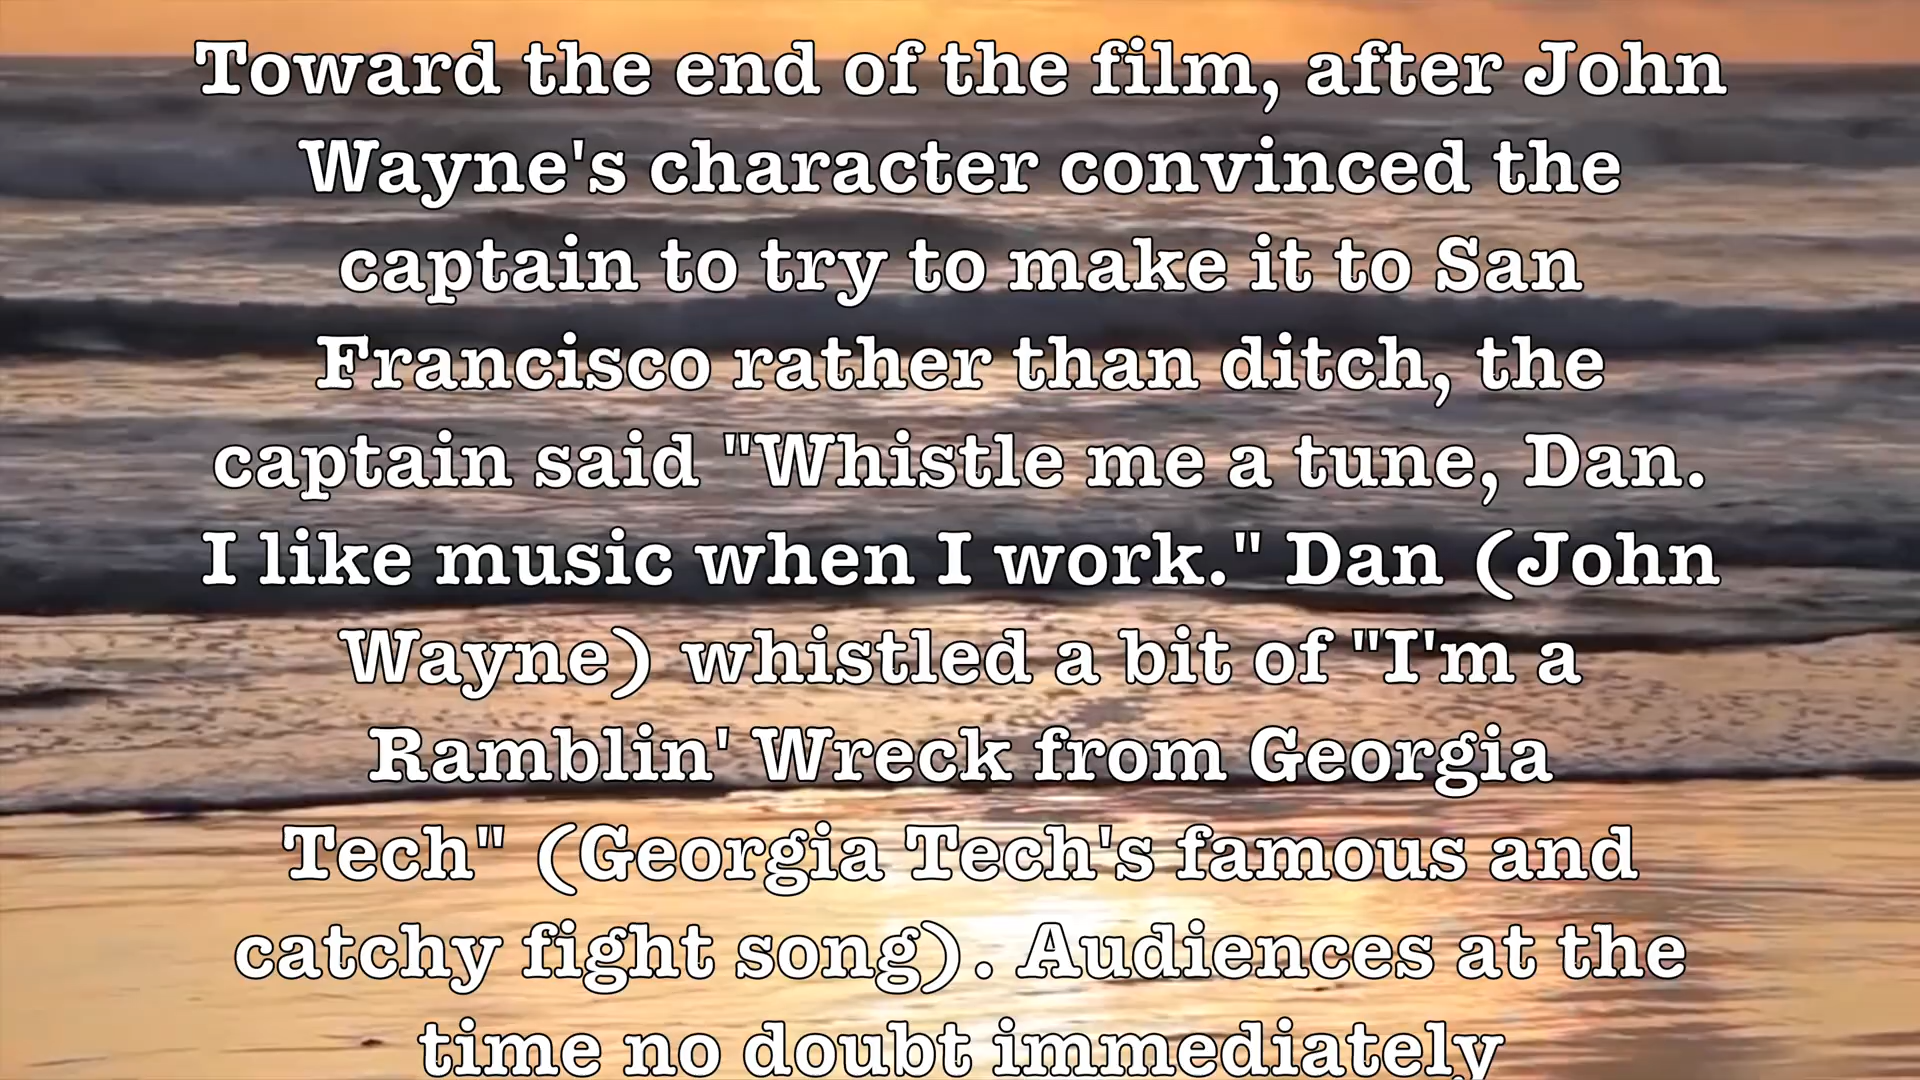 Toward the end of the film, after John
Wayne's character convinced the
captain to try to make it to San
Francisco rather than ditch, the
captain said "Whistle me a tune, Dan.
I like music when I work." Dan (John
Wayne) whistled a bit of "I'm a
Ramblin' Wreck from Georgia
Tech" (Georgia Tech's famous and
catchy fight song). Audiences at the
time no doubt immediately